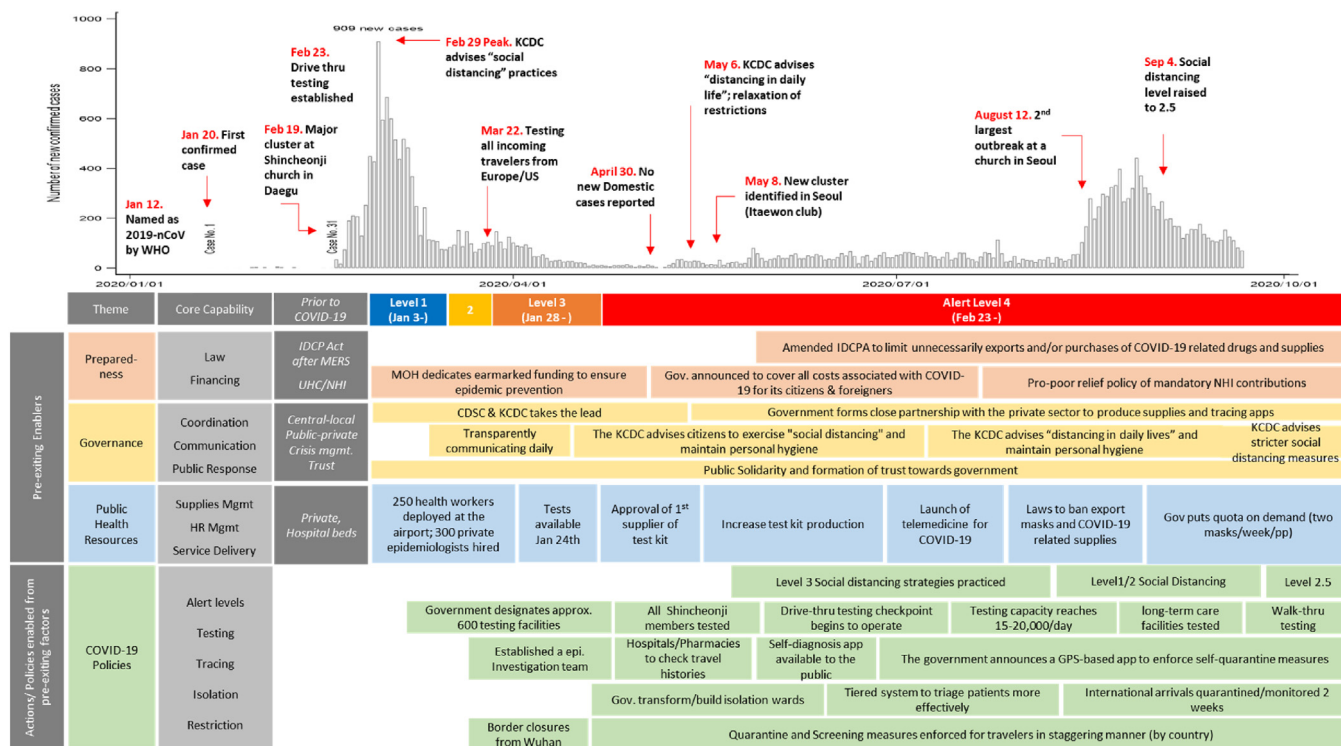 1000
909 new cases
Feb 29 Peak. KCDC
advises "social
distancing" practices
Feb 23.
Drive thru
testing
established
May 6. KCDC advises
"distancing in daily
life"; relaxation of
restrictions
Sep 4. Social
distancing
level raised
to 2.5
800
600
400
200
0
Number of new confirmed cases
Jan 20. First
confirmed
case
Feb 19. Major
cluster at
Shincheonji
church in
Daegu
Mar 22. Testing
all incoming
travelers from
Europe/US
August 12. 2nd
largest
outbreak at a
church in Seoul
April 30. No
new Domestic
cases reported
May 8. New cluster
identified in Seoul
(Itaewon club)
Jan 12.
Named as
2019-nCoV
by WHO
Case No. 1
Case No. 31
2020/01/01
2020/04/01
2020/07/01
2020/10/01
Theme
Core Capability
Prior to
COVID-19
Level 1
(Jan 3-)
2
Level 3
(Jan 28 - )
Alert Level 4
(Feb 23 -)
Pre-exiting Enablers
Prepared-
ness
Law
Financing
IDCP Act
after MERS
UHC/NHI
Amended IDCPA to limit unnecessarily exports and/or purchases of COVID-19 related drugs and supplies
MOH dedicates earmarked funding to ensure
epidemic prevention
Gov. announced to cover all costs associated with COVID-
19 for its citizens & foreigners
Pro-poor relief policy of mandatory NHI contributions
Governance
Coordination
Communication
Public Response
Central-local
Public-private
Crisis mgmt.
Trust
CDSC & KCDC takes the lead
Government forms close partnership with the private sector to produce supplies and tracing apps
Transparently
communicating daily
The KCDC advises citizens to exercise "social distancing" and
maintain personal hygiene
The KCDC advises "distancing in daily lives" and
maintain personal hygiene
KCDC advises
stricter social
distancing measures
Public Solidarity and formation of trust towards government
Public
Health
Resources
Supplies Mgmt
HR Mgmt
Service Delivery
Private,
Hospital beds
250 health workers
deployed at the
airport; 300 private
epidemiologists hired
Tests
available
Jan 24th
Approval of 1st
supplier of
test kit
Increase test kit production
Launch of
telemedicine for
COVID-19
Laws to ban export
masks and COVID-19
related supplies
Gov puts quota on demand (two
masks/week/pp)
Actions/ Policies enabled from
pre-exiting factors
COVID-19
Policies
Alert levels
Testing
Tracing
Isolation
Restriction
Level 3 Social distancing strategies practiced
Level1/2 Social Distancing
Level 2.5
Government designates approx.
600 testing facilities
All Shincheonji
members tested
Drive-thru testing checkpoint
begins to operate
Testing capacity reaches
15-20,000/day
long-term care
facilities tested
Walk-thru
testing
Established a epi.
Investigation team
Hospitals/Pharmacies
to check travel
histories
Self-diagnosis app
available to the
public
The government announces a GPS-based app to enforce self-quarantine measures
Gov. transform/build isolation wards
Tiered system to triage patients more
effectively
International arrivals quarantined/monitored 2
weeks
Border closures
from Wuhan
Quarantine and Screening measures enforced for travelers in staggering manner (by country)